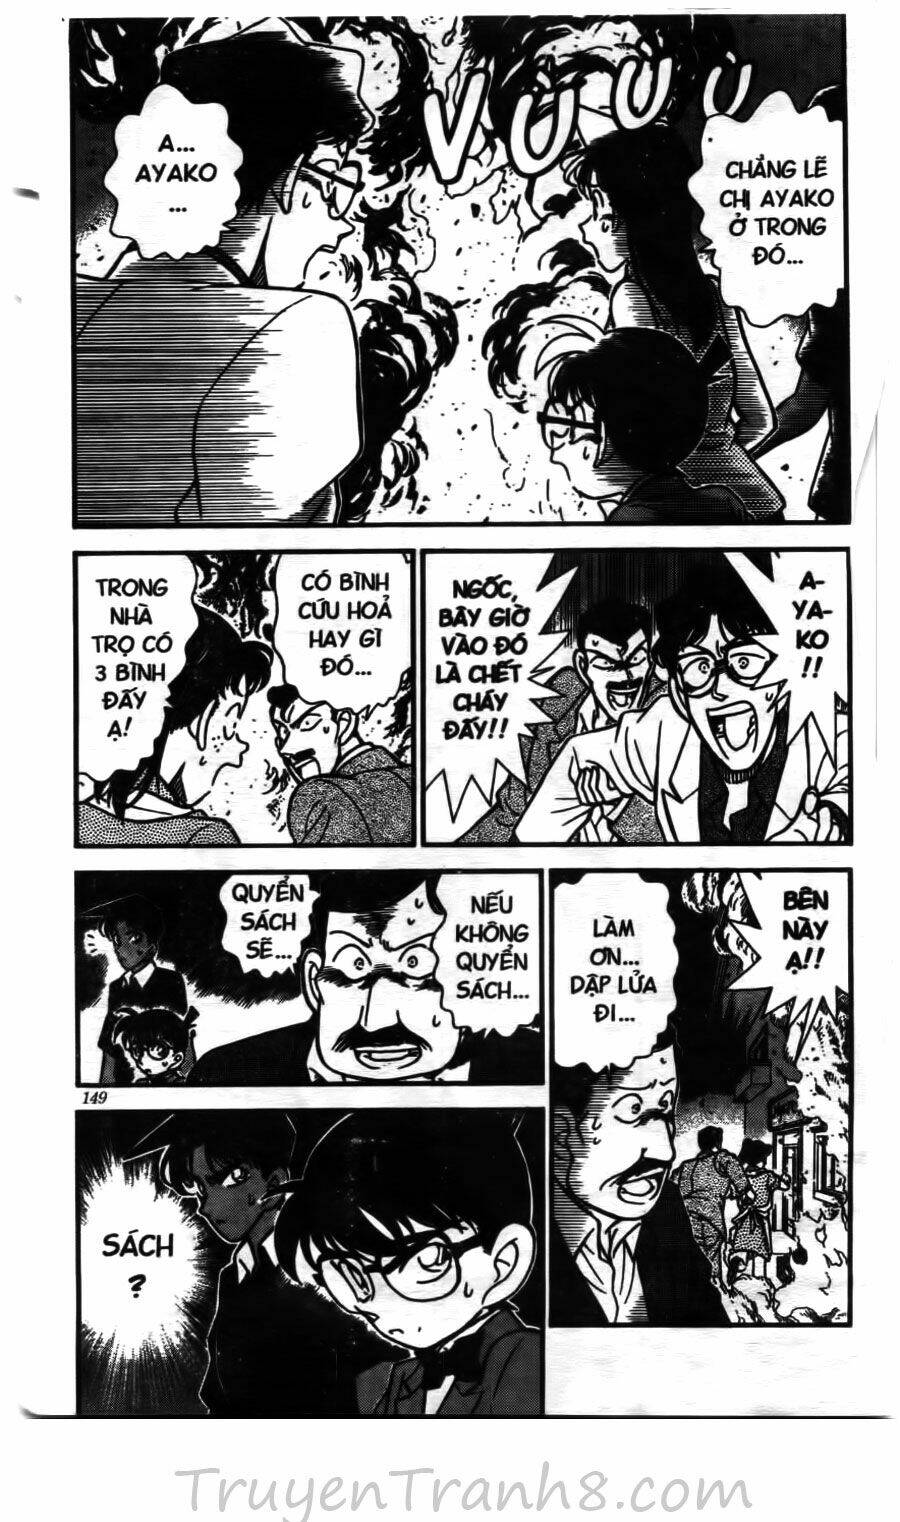 CHẲNG LẼ
CHỊ AYAKO
Ở TRONG
ĐÓ...
VÙÙÙ
A...
AYAKO
...
A-
YA-
KO
!!
NGỐC,
BÂY GIỜ
VÀO ĐÓ
LÀ CHẾT
CHÁY
ĐẤY!!
CÓ BÌNH
CỨU HOẢ
HAY GÌ
ĐÓ...
TRONG
NHÀ
TRỌ CÓ
3 BÌNH
ĐẤY
Ạ!
BÊN
NÀY
Ạ!!
LÀM
ƠN...
DẬP LỬA
ĐI...
NẾU
KHÔNG
QUYỂN
SÁCH...
QUYỂN
SÁCH
SẼ...
149
SÁCH
?
TruyenTranh8.com